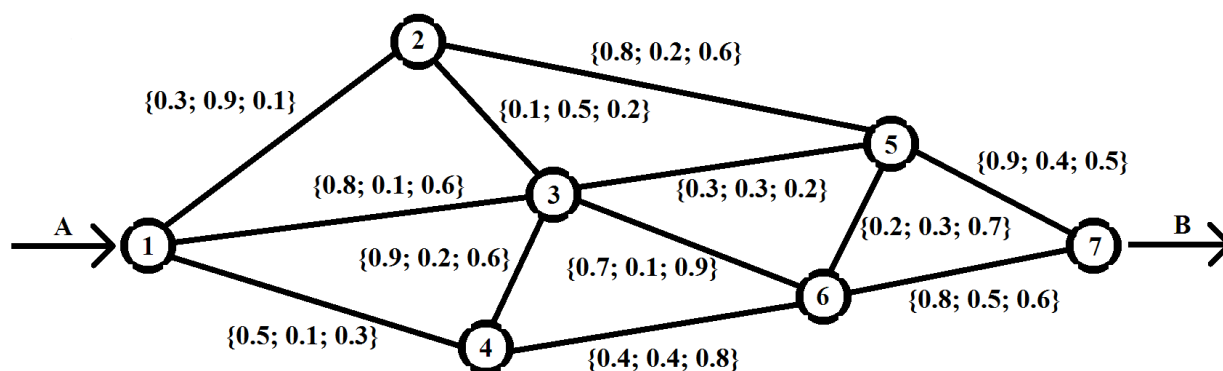 2
{0.8; 0.2; 0.6}
{0.3; 0.9; 0.1}
{0.1; 0.5; 0.2}
5
{0.9; 0.4; 0.5}
{0.8; 0.1; 0.6}
3
{0.3; 0.3; 0.2}
A
1
{0.9; 0.2; 0.6}
{0.7; 0.1; 0.9}
{0.2; 0.3; 0.7}
7
B
6
{0.8; 0.5; 0.6}
{0.5; 0.1; 0.3}
4
{0.4; 0.4; 0.8}